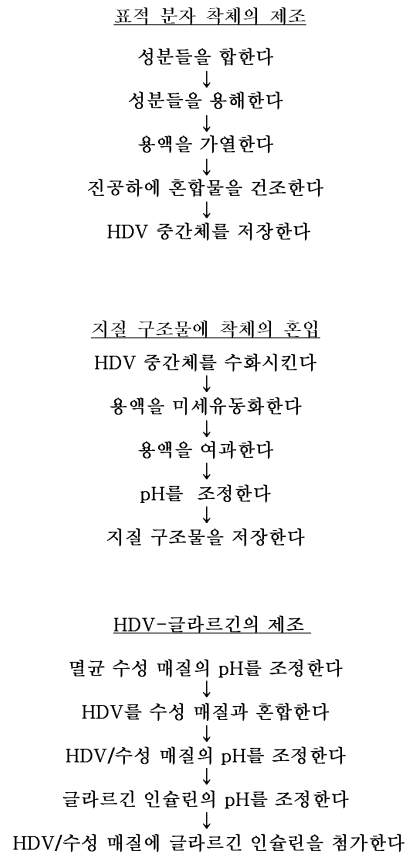 표적 분자 착체의 제조
성분들을 합한다
↓
성분들을 용해한다
↓
용액을 가열한다
↓
진공하에 혼합물을 건조한다
↓
HDV 중간체를 저장한다
지질 구조물에 착체의 혼입
HDV 중간체를 수화시킨다
↓
용액을 미세유동화한다
↓
용액을 여과한다
↓
pH를 조정한다
↓
지질 구조물을 저장한다
HDV-글라르긴의 제조
멸균 수성 매질의 pH를 조정한다
↓
HDV를 수성 매질과 혼합한다
↓
HDV/수성 매질의 pH를 조정한다
↓
글라르긴 인슐린의 pH를 조정한다
↓
HDV/수성 매질에 글라르긴 인슐린을 첨가한다